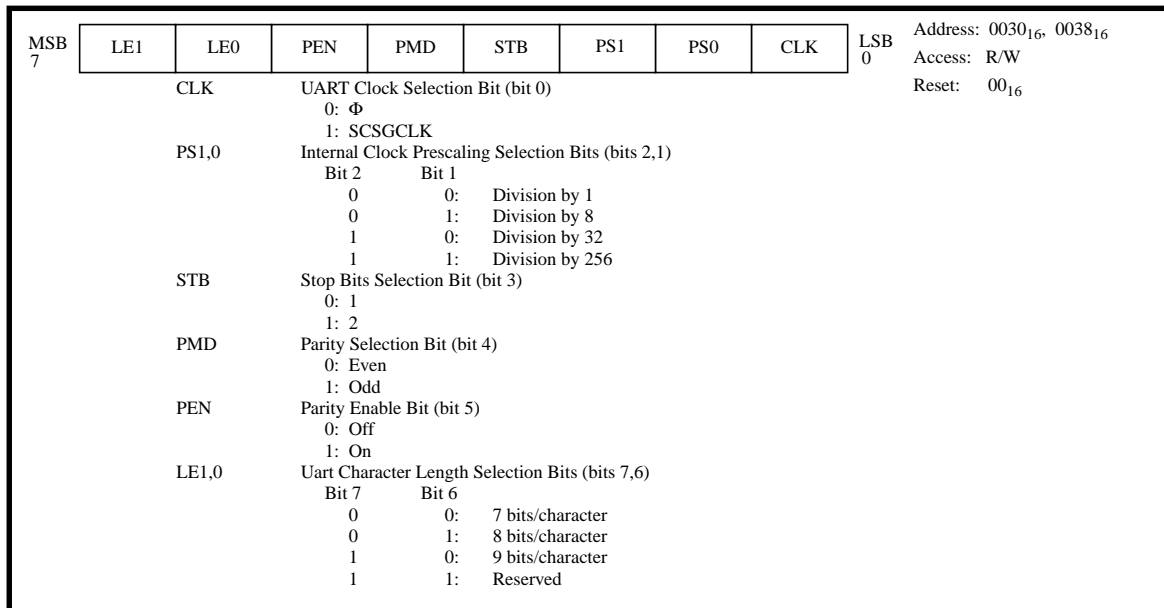 MSB 7 LE1 LE0 PEN PMD STB PS1 PS0 CLK LSB 0
Address: 0030₁₆, 0038₁₆
Access: R/W
Reset: 00₁₆
CLK UART Clock Selection Bit (bit 0)
0: Φ
1: SCSGCLK
PS1,0 Internal Clock Prescaling Selection Bits (bits 2,1)
Bit 2 Bit 1
0 0: Division by 1
0 1: Division by 8
1 0: Division by 32
1 1: Division by 256
STB Stop Bits Selection Bit (bit 3)
0: 1
1: 2
PMD Parity Selection Bit (bit 4)
0: Even
1: Odd
PEN Parity Enable Bit (bit 5)
0: Off
1: On
LE1,0 Uart Character Length Selection Bits (bits 7,6)
Bit 7 Bit 6
0 0: 7 bits/character
0 1: 8 bits/character
1 0: 9 bits/character
1 1: Reserved